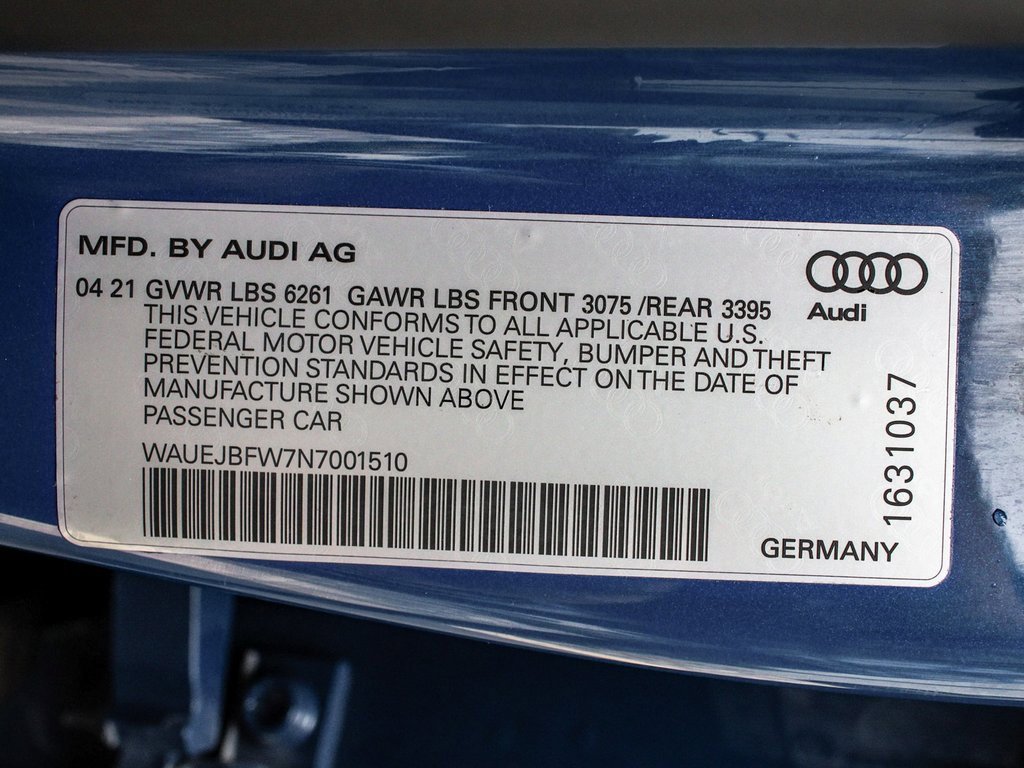 MFD. BY AUDI AG
04 21 GVWR LBS 6261 GAWR LBS FRONT 3075 /REAR 3395
THIS VEHICLE CONFORMS TO ALL APPLICABLE U.S.
FEDERAL MOTOR VEHICLE SAFETY, BUMPER AND THEFT
PREVENTION STANDARDS IN EFFECT ON THE DATE OF
MANUFACTURE SHOWN ABOVE
PASSENGER CAR
WAUEJBFW7N7001510
Audi
1631037
GERMANY